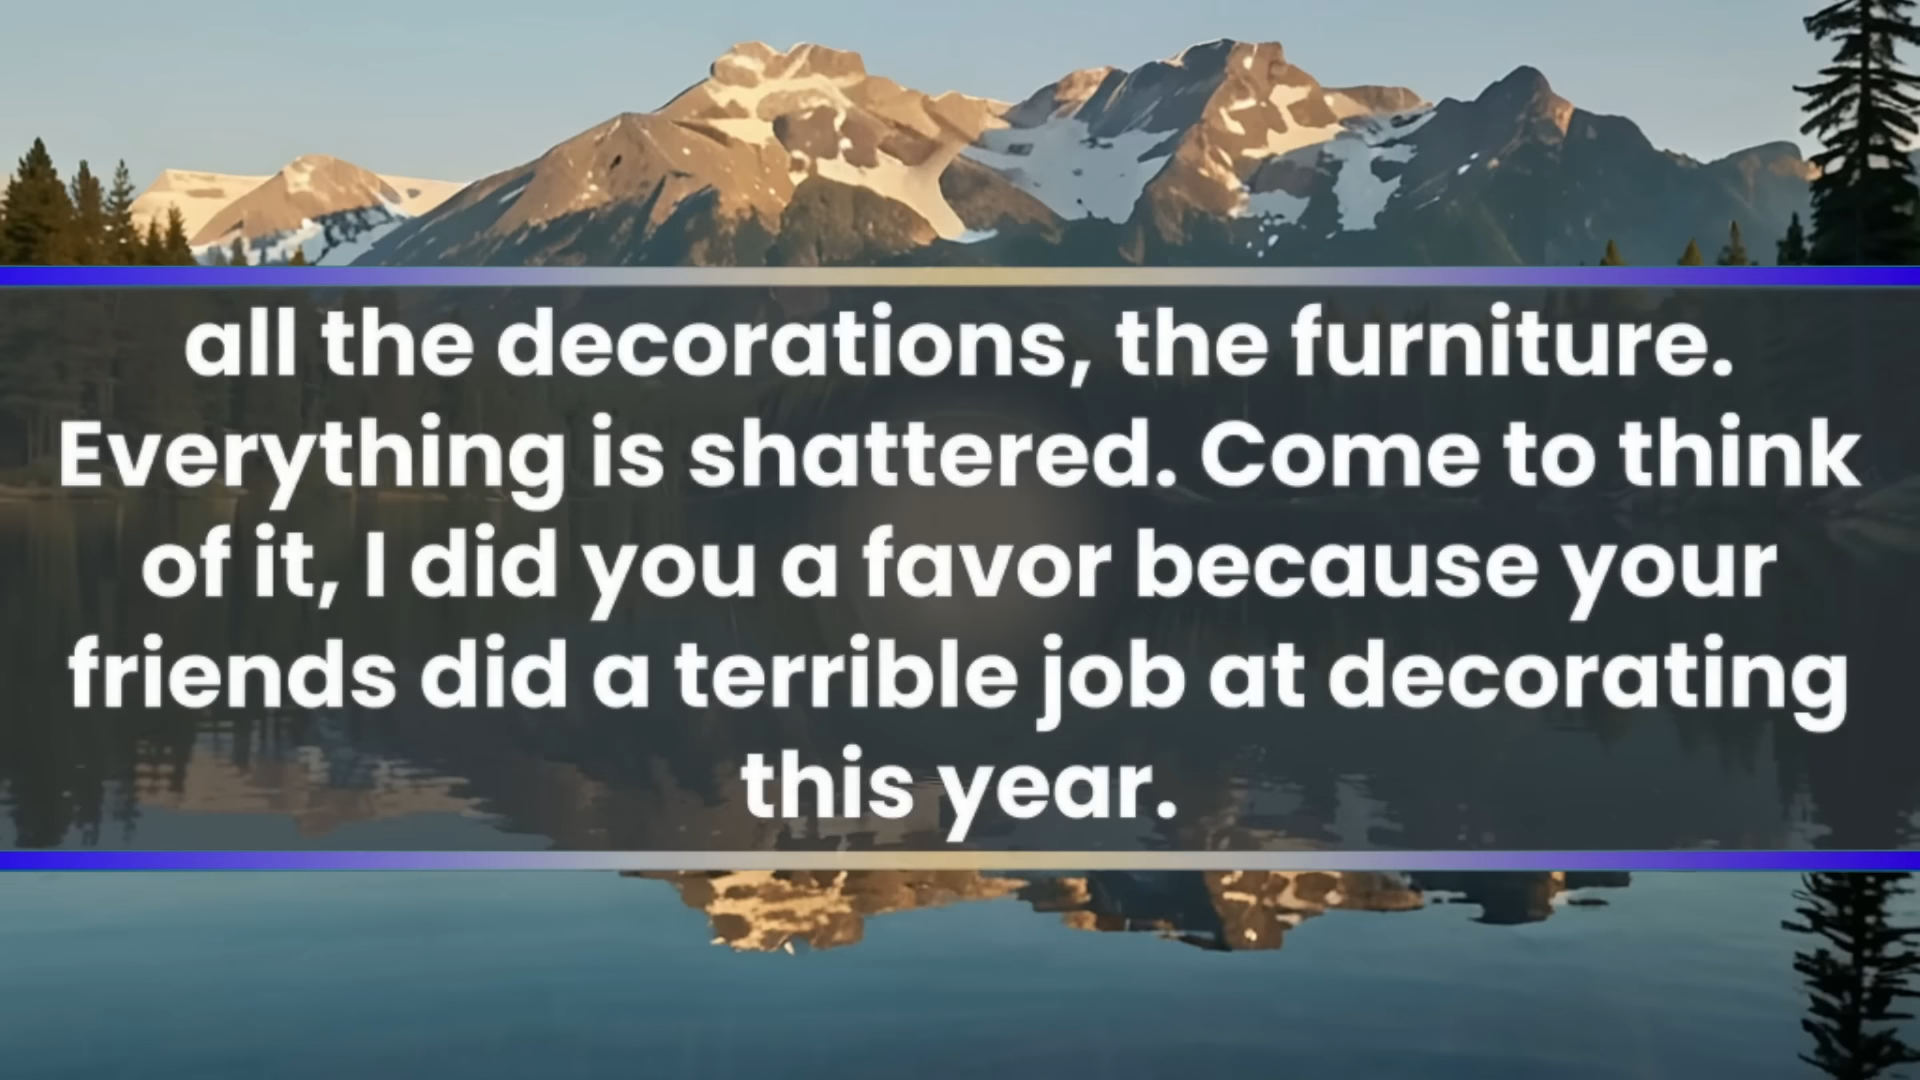 all the decorations, the furniture.
Everything is shattered. Come to think
of it, I did you a favor because your
friends did a terrible job at decorating
this year.